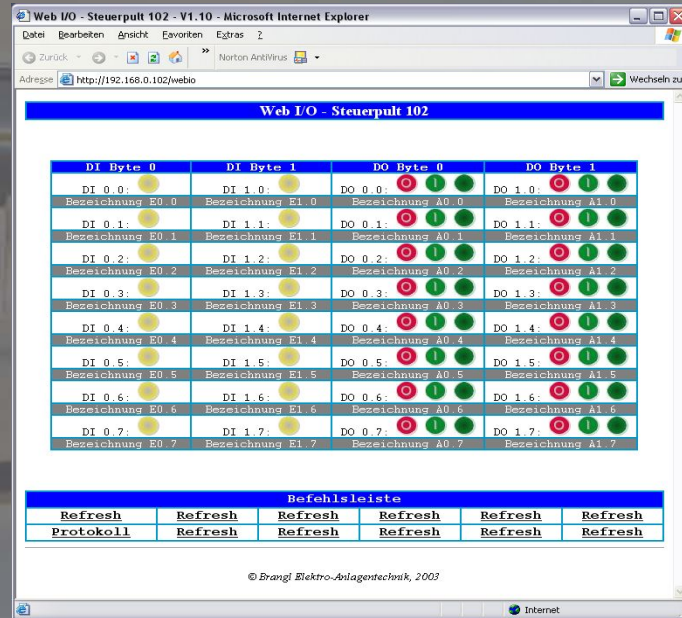 Web I/O - Steuerpult 102 - V1.10 - Microsoft Internet Explorer
Datei Bearbeiten Ansicht Favoriten Extras ?
Zurück » Norton AntiVirus
Adresse http://192.168.0.102/webio Wechseln zu
Web I/O - Steuerpult 102
DI Byte 0 DI Byte 1 DO Byte 0 DO Byte 1
DI 0.0: DI 1.0: DO 0.0: DO 1.0:
Bezeichnung E0.0 Bezeichnung E1.0 Bezeichnung A0.0 Bezeichnung A1.0
DI 0.1: DI 1.1: DO 0.1: DO 1.1:
Bezeichnung E0.1 Bezeichnung E1.1 Bezeichnung A0.1 Bezeichnung A1.1
DI 0.2: DI 1.2: DO 0.2: DO 1.2:
Bezeichnung E0.2 Bezeichnung E1.2 Bezeichnung A0.2 Bezeichnung A1.2
DI 0.3: DI 1.3: DO 0.3: DO 1.3:
Bezeichnung E0.3 Bezeichnung E1.3 Bezeichnung A0.3 Bezeichnung A1.3
DI 0.4: DI 1.4: DO 0.4: DO 1.4:
Bezeichnung E0.4 Bezeichnung E1.4 Bezeichnung A0.4 Bezeichnung A1.4
DI 0.5: DI 1.5: DO 0.5: DO 1.5:
Bezeichnung E0.5 Bezeichnung E1.5 Bezeichnung A0.5 Bezeichnung A1.5
DI 0.6: DI 1.6: DO 0.6: DO 1.6:
Bezeichnung E0.6 Bezeichnung E1.6 Bezeichnung A0.6 Bezeichnung A1.6
DI 0.7: DI 1.7: DO 0.7: DO 1.7:
Bezeichnung E0.7 Bezeichnung E1.7 Bezeichnung A0.7 Bezeichnung A1.7
Befehlsleiste
Refresh Refresh Refresh Refresh Refresh Refresh
Protokoll Refresh Refresh Refresh Refresh Refresh
© Brangl Elektro-Anlagentechnik, 2003
Internet